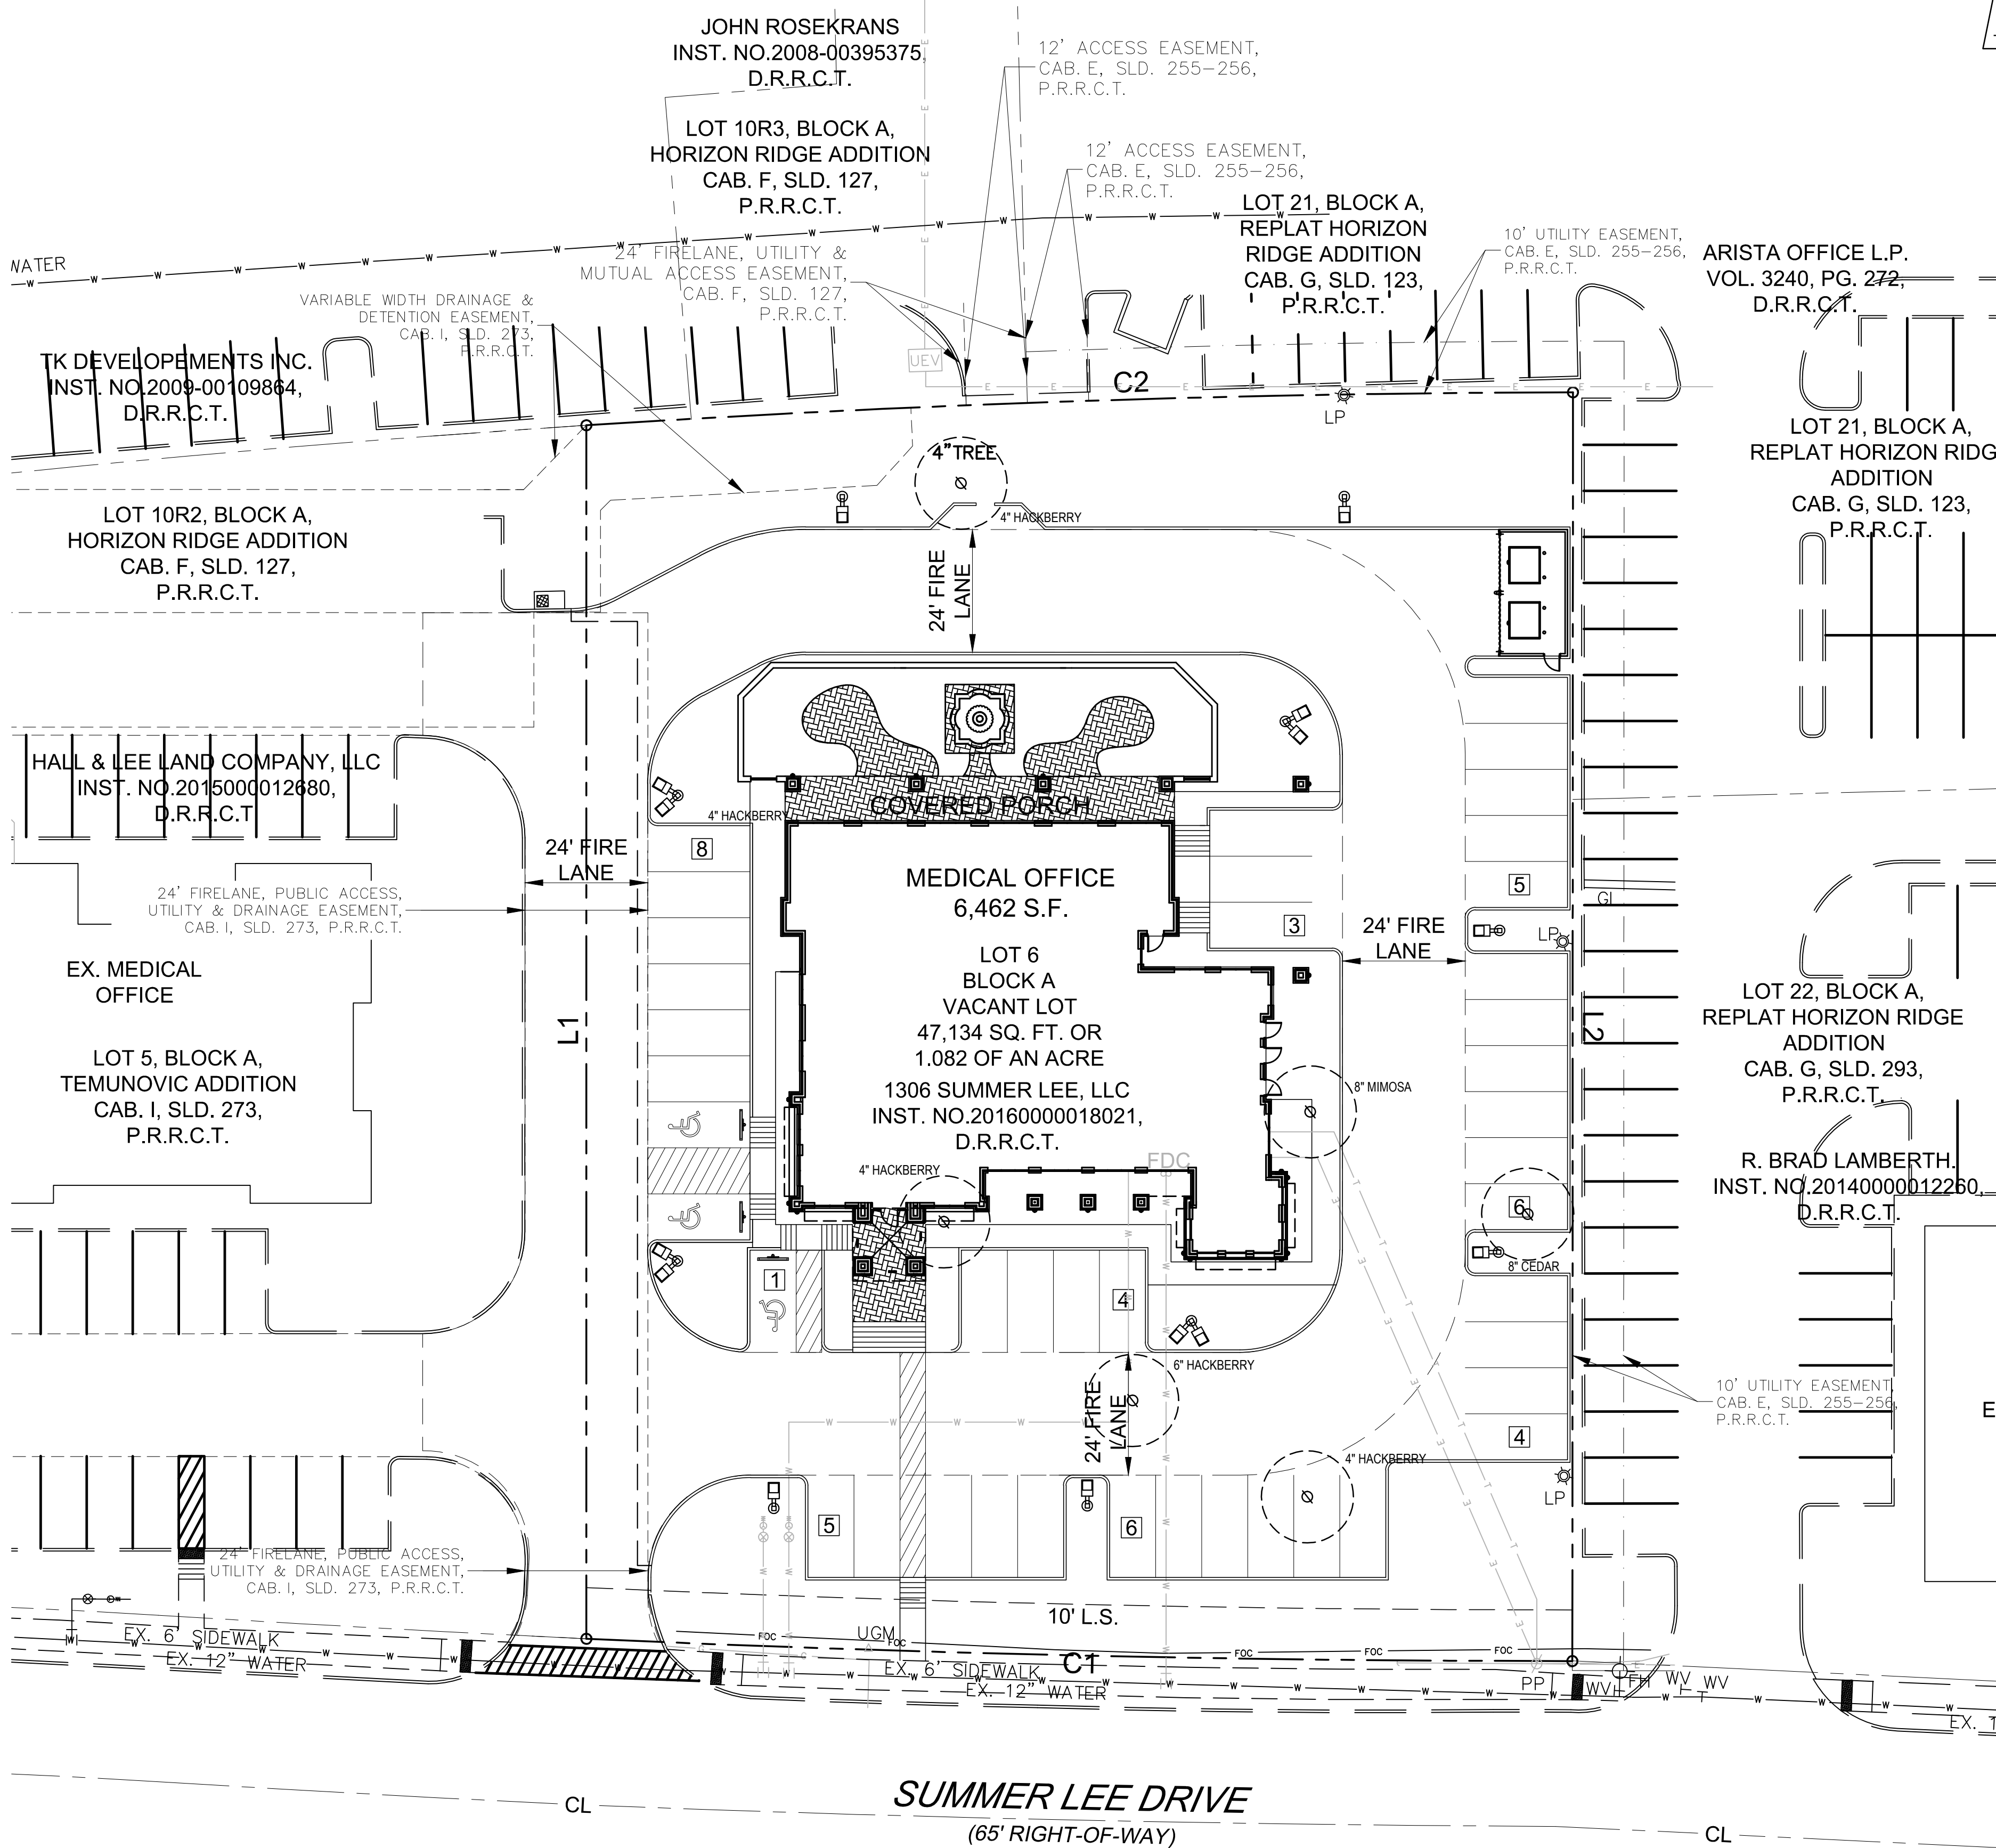 JOHN ROSEKRANS
INST. NO.2008-00395375,
D.R.R.C.T.
12' ACCESS EASEMENT,
CAB. E, SLD. 255-256,
P.R.R.C.T.
LOT 10R3, BLOCK A,
HORIZON RIDGE ADDITION
CAB. F, SLD. 127,
P.R.R.C.T.
12' ACCESS EASEMENT,
CAB. E, SLD. 255-256,
P.R.R.C.T.
LOT 21, BLOCK A,
REPLAT HORIZON
RIDGE ADDITION
CAB. G, SLD. 123,
P.R.R.C.T.
10' UTILITY EASEMENT,
CAB. E, SLD. 255-256,
P.R.R.C.T.
ARISTA OFFICE L.P.
VOL. 3240, PG. 272,
D.R.R.C.T.
WATER
24' FIRELANE, UTILITY &
MUTUAL ACCESS EASEMENT,
CAB. F, SLD. 127,
P.R.R.C.T.
VARIABLE WIDTH DRAINAGE &
DETENTION EASEMENT,
CAB. I, SLD. 273,
P.R.R.C.T.
TK DEVELOPEMENTS INC.
INST. NO.2009-00109864,
D.R.R.C.T.
UEV
C2
LP
LOT 21, BLOCK A,
REPLAT HORIZON RIDG
ADDITION
CAB. G, SLD. 123,
P.R.R.C.T.
4" TREE
4" HACKBERRY
LOT 10R2, BLOCK A,
HORIZON RIDGE ADDITION
CAB. F, SLD. 127,
P.R.R.C.T.
24' FIRE
LANE
HALL & LEE LAND COMPANY, LLC
INST. NO.2015000012680,
D.R.R.C.T.
4" HACKBERRY
COVERED PORCH
24' FIRE
LANE
8
MEDICAL OFFICE
6,462 S.F.
5
GI
24' FIRELANE, PUBLIC ACCESS,
UTILITY & DRAINAGE EASEMENT,
CAB. I, SLD. 273, P.R.R.C.T.
3
24' FIRE
LANE
LP
EX. MEDICAL
OFFICE
LOT 6
BLOCK A
VACANT LOT
47,134 SQ. FT. OR
1.082 OF AN ACRE
1306 SUMMER LEE, LLC
INST. NO.20160000018021,
D.R.R.C.T.
L1
L2
LOT 22, BLOCK A,
REPLAT HORIZON RIDGE
ADDITION
CAB. G, SLD. 293,
P.R.R.C.T.
LOT 5, BLOCK A,
TEMUNOVIC ADDITION
CAB. I, SLD. 273,
P.R.R.C.T.
8" MIMOSA
4" HACKBERRY
FDC
R. BRAD LAMBERTH.
INST. NO.20140000012260,
D.R.R.C.T.
6
8" CEDAR
1
4
6" HACKBERRY
24' FIRE
LANE
10' UTILITY EASEMENT,
CAB. E, SLD. 255-256,
P.R.R.C.T.
E
4
4" HACKBERRY
LP
5
6
24' FIRELANE, PUBLIC ACCESS,
UTILITY & DRAINAGE EASEMENT,
CAB. I, SLD. 273, P.R.R.C.T.
10' L.S.
UGM
FOC FOC FOC FOC FOC
EX. 6' SIDEWALK
EX. 12" WATER
EX. 6' SIDEWALK
EX. 12" WATER
C1
PP
WV
FH
WV
WV
EX. 1
SUMMER LEE DRIVE
(65' RIGHT-OF-WAY)
CL
CL